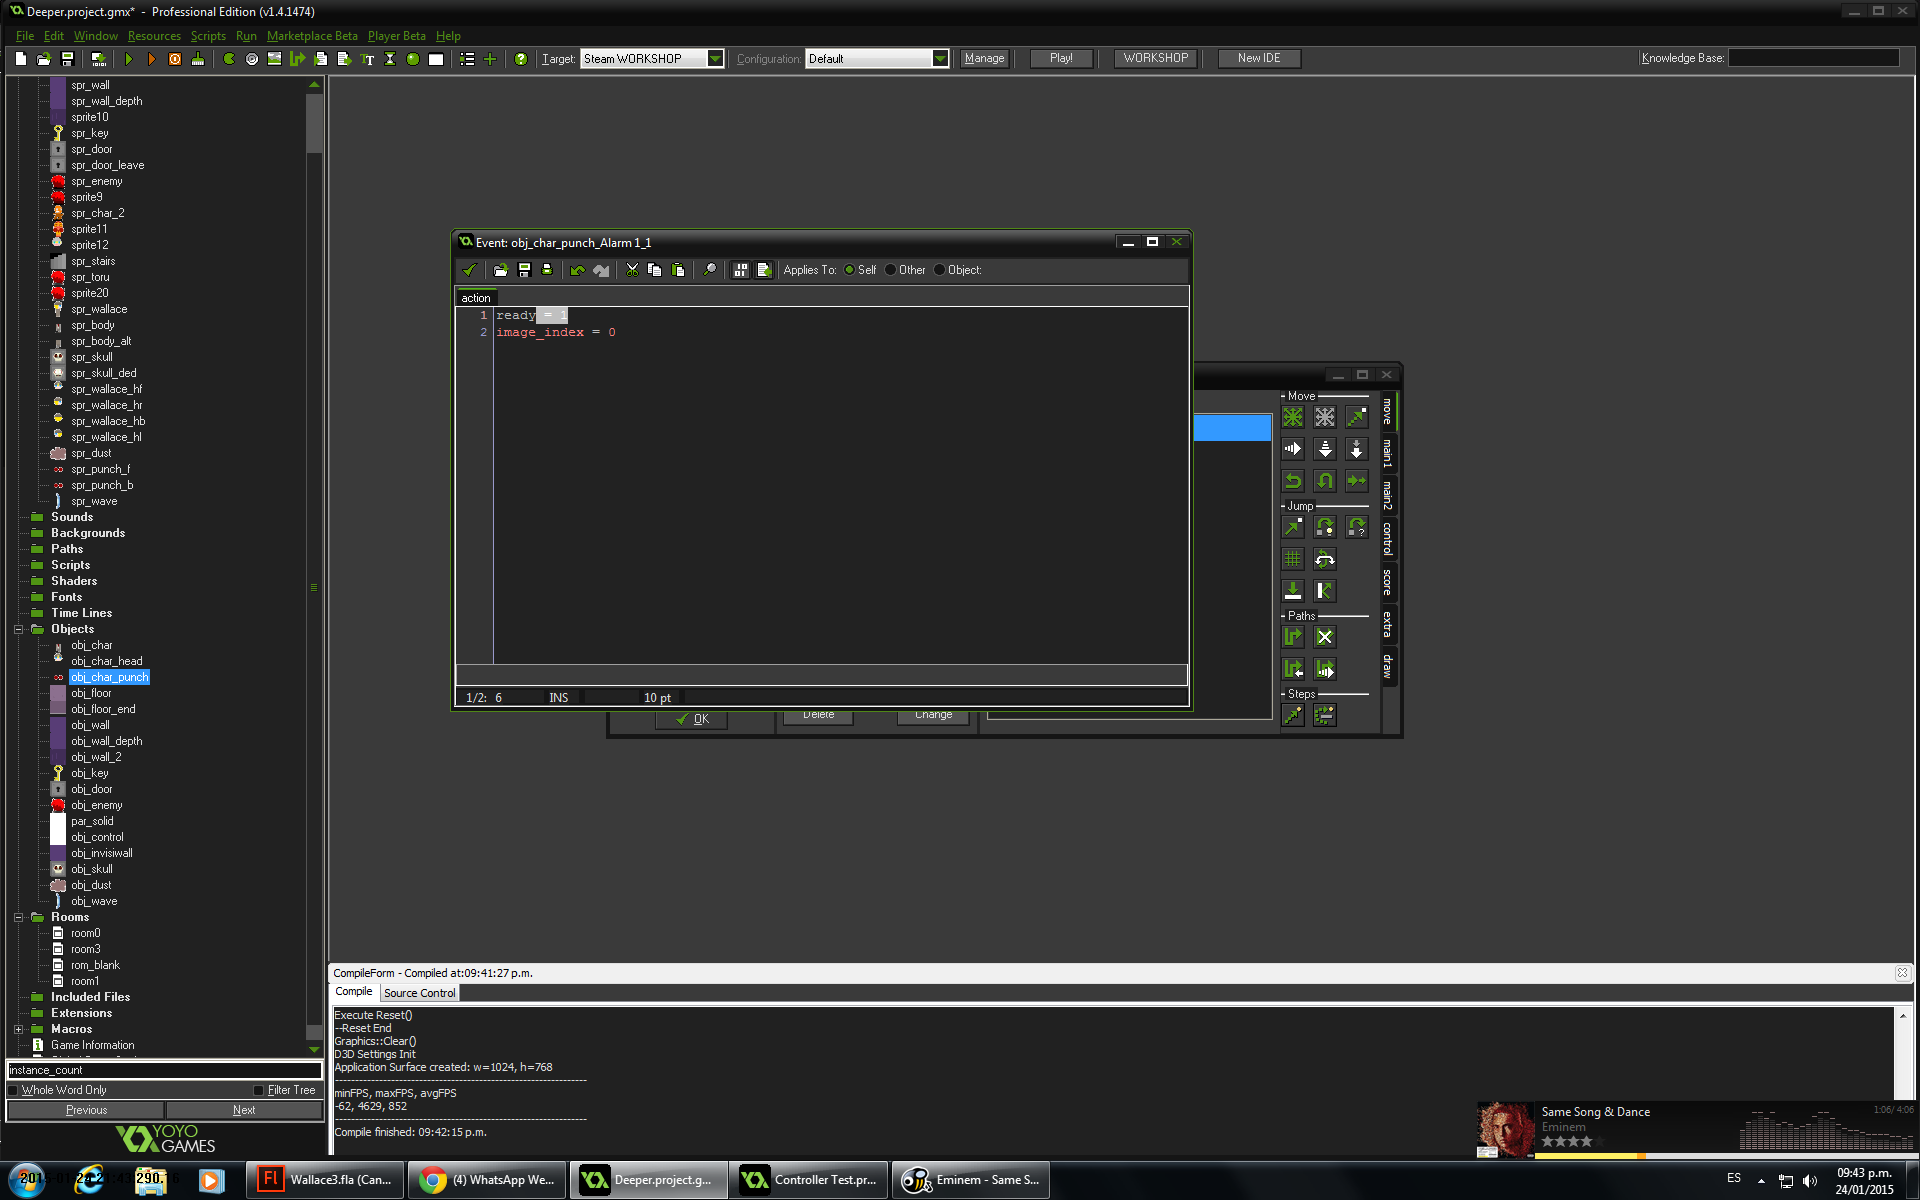 Deeper.project.gmx* - Professional Edition (v1.4.1474)
File Edit Window Resources Scripts Run Marketplace Beta Player Beta Help
Target: Steam WORKSHOP Configuration: Default Manage Play! WORKSHOP New IDE Knowledge Base:
spr_wall
spr_wall_depth
sprite10
spr_key
spr_door
spr_door_leave
spr_enemy
sprite9
spr_char_2
sprite11
sprite12
spr_stairs
spr_toru
sprite20
spr_wallace
spr_body
spr_body_alt
spr_skull
spr_skull_ded
spr_wallace_hf
spr_wallace_hr
spr_wallace_hb
spr_wallace_hl
spr_dust
spr_punch_f
spr_punch_b
spr_wave
Sounds
Backgrounds
Paths
Scripts
Shaders
Fonts
Time Lines
Objects
obj_char
obj_char_head
obj_char_punch
obj_floor
obj_floor_end
obj_wall
obj_wall_depth
obj_wall_2
obj_key
obj_door
obj_enemy
par_solid
obj_control
obj_invisiwall
obj_skull
obj_dust
obj_wave
Rooms
room0
room3
rom_blank
room1
Included Files
Extensions
Macros
Game Information
instance_count
Whole Word Only Filter Tree
Previous Next
YOYO
GAMES
Event: obj_char_punch_Alarm 1_1
Applies To: Self Other Object:
action
1 ready = 1
2 image_index = 0
1/2: 6 INS 10 pt
OK Delete Change
Move
Jump
Paths
Steps
move
main1
main2
control
score
extra
draw
CompileForm - Compiled at:09:41:27 p.m.
Compile Source Control
Execute Reset()
--Reset End
Graphics::Clear()
D3D Settings Init
Application Surface created: w=1024, h=768
minFPS, maxFPS, avgFPS
-62, 4629, 852
Compile finished: 09:42:15 p.m.
Same Song & Dance 1:06/ 4:06
Eminem
Wallace3.fla (Can...
(4) WhatsApp We...
Deeper.project.g...
Controller Test.pr...
Eminem - Same S...
ES
09:43 p.m.
24/01/2015